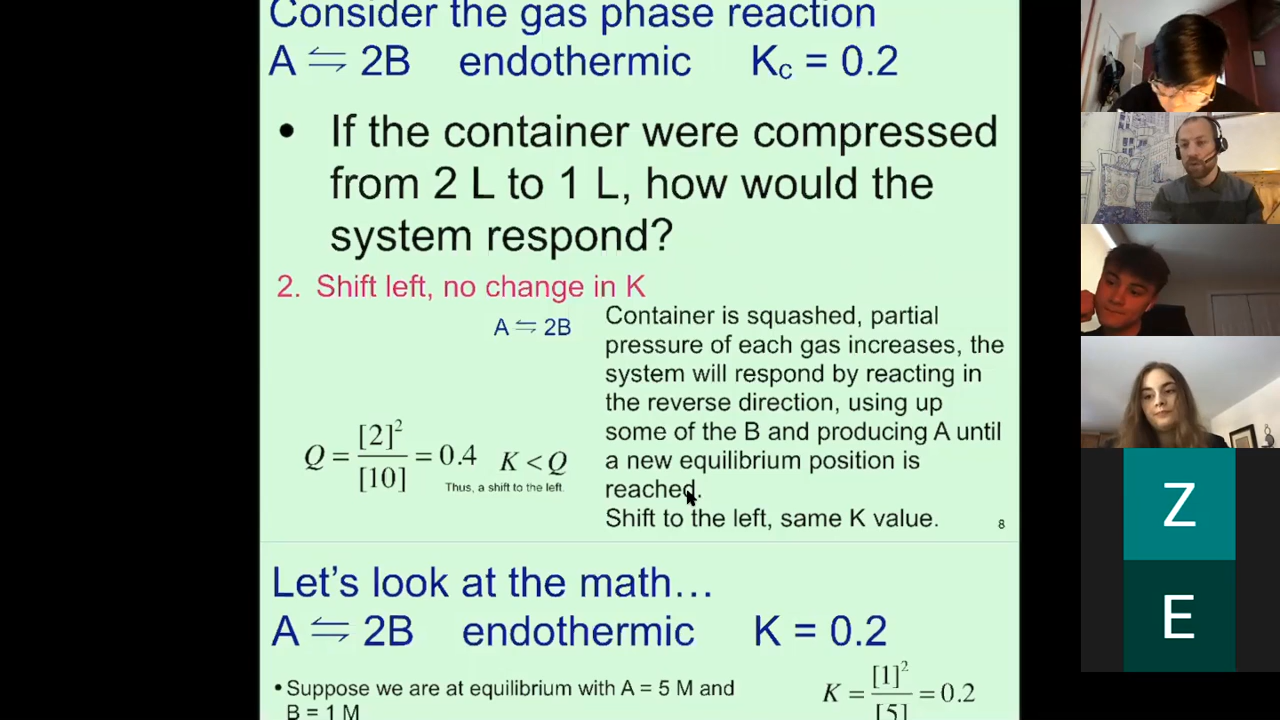 Consider the gas phase reaction
A ⇌ 2B endothermic Kc = 0.2
• If the container were compressed
from 2 L to 1 L, how would the
system respond?
2. Shift left, no change in K
A ⇌ 2B
Container is squashed, partial
pressure of each gas increases, the
system will respond by reacting in
the reverse direction, using up
some of the B and producing A until
a new equilibrium position is
reached.
Shift to the left, same K value.
Q = [2]² / [10] = 0.4 K < Q
Thus, a shift to the left.
8
Let's look at the math…
A ⇌ 2B endothermic K = 0.2
• Suppose we are at equilibrium with A = 5 M and
B = 1 M
K = [1]² / [5] = 0.2
Z
E